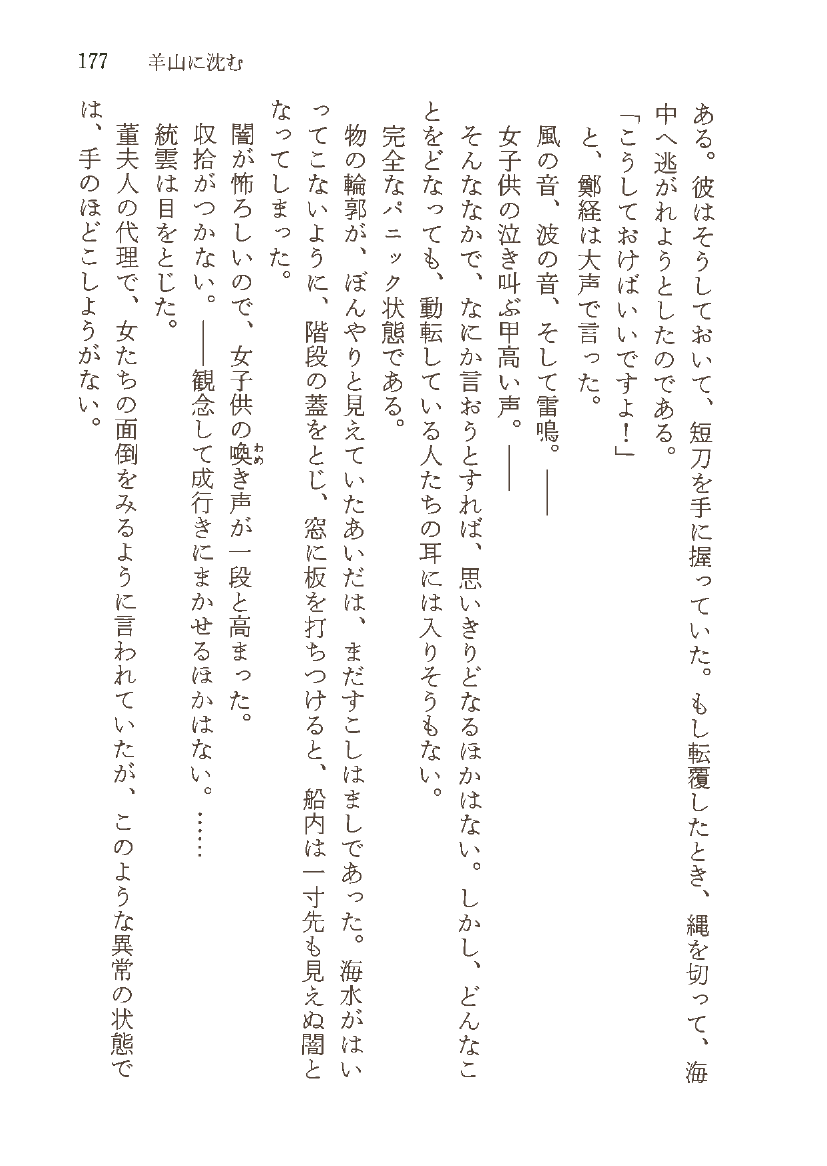 177　羊山に沈む
ある。彼はそうしておいて、短刀を手に握っていた。もし転覆したとき、縄を切って、海
中へ逃がれようとしたのである。
「こうしておけばいいですよ！」
と、鄭経は大声で言った。
風の音、波の音、そして雷鳴。――
女子供の泣き叫ぶ甲高い声。――
そんななかで、なにか言おうとすれば、思いきりどなるほかはない。しかし、どんなこ
とをどなっても、動転している人たちの耳には入りそうもない。
完全なパニック状態である。
物の輪郭が、ぼんやりと見えていたあいだは、まだすこしはましであった。海水がはい
ってこないように、階段の蓋をとじ、窓に板を打ちつけると、船内は一寸先も見えぬ闇と
なってしまった。
闇が怖ろしいので、女子供の喚き声が一段と高まった。
わめ
収拾がつかない。――観念して成行きにまかせるほかはない。……
統雲は目をとじた。
董夫人の代理で、女たちの面倒をみるように言われていたが、このような異常の状態で
は、手のほどこしようがない。